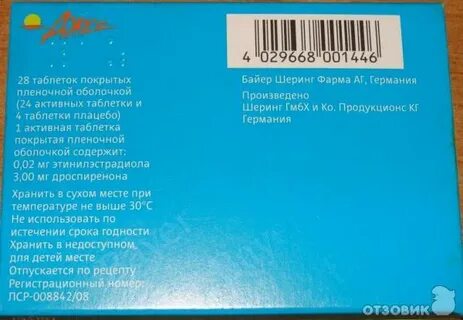 Джес
4 029668 001446
28 таблеток покрытых
пленочной оболочкой
(24 активных таблетки и
4 таблетки плацебо)
1 активная таблетка
покрытая пленочной
оболочкой содержит:
0,02 мг этинилэстрадиола
3,00 мг дроспиренона
Хранить в сухом месте при
температуре не выше 30°C
Не использовать по
истечении срока годности
Хранить в недоступном
для детей месте
Отпускается по рецепту
Регистрационный номер:
ЛСР-008842/08
Байер Шеринг Фарма АГ, Германия
Произведено
Шеринг ГмбХ и Ко. Продукционс КГ
Германия
ОТЗОВИК